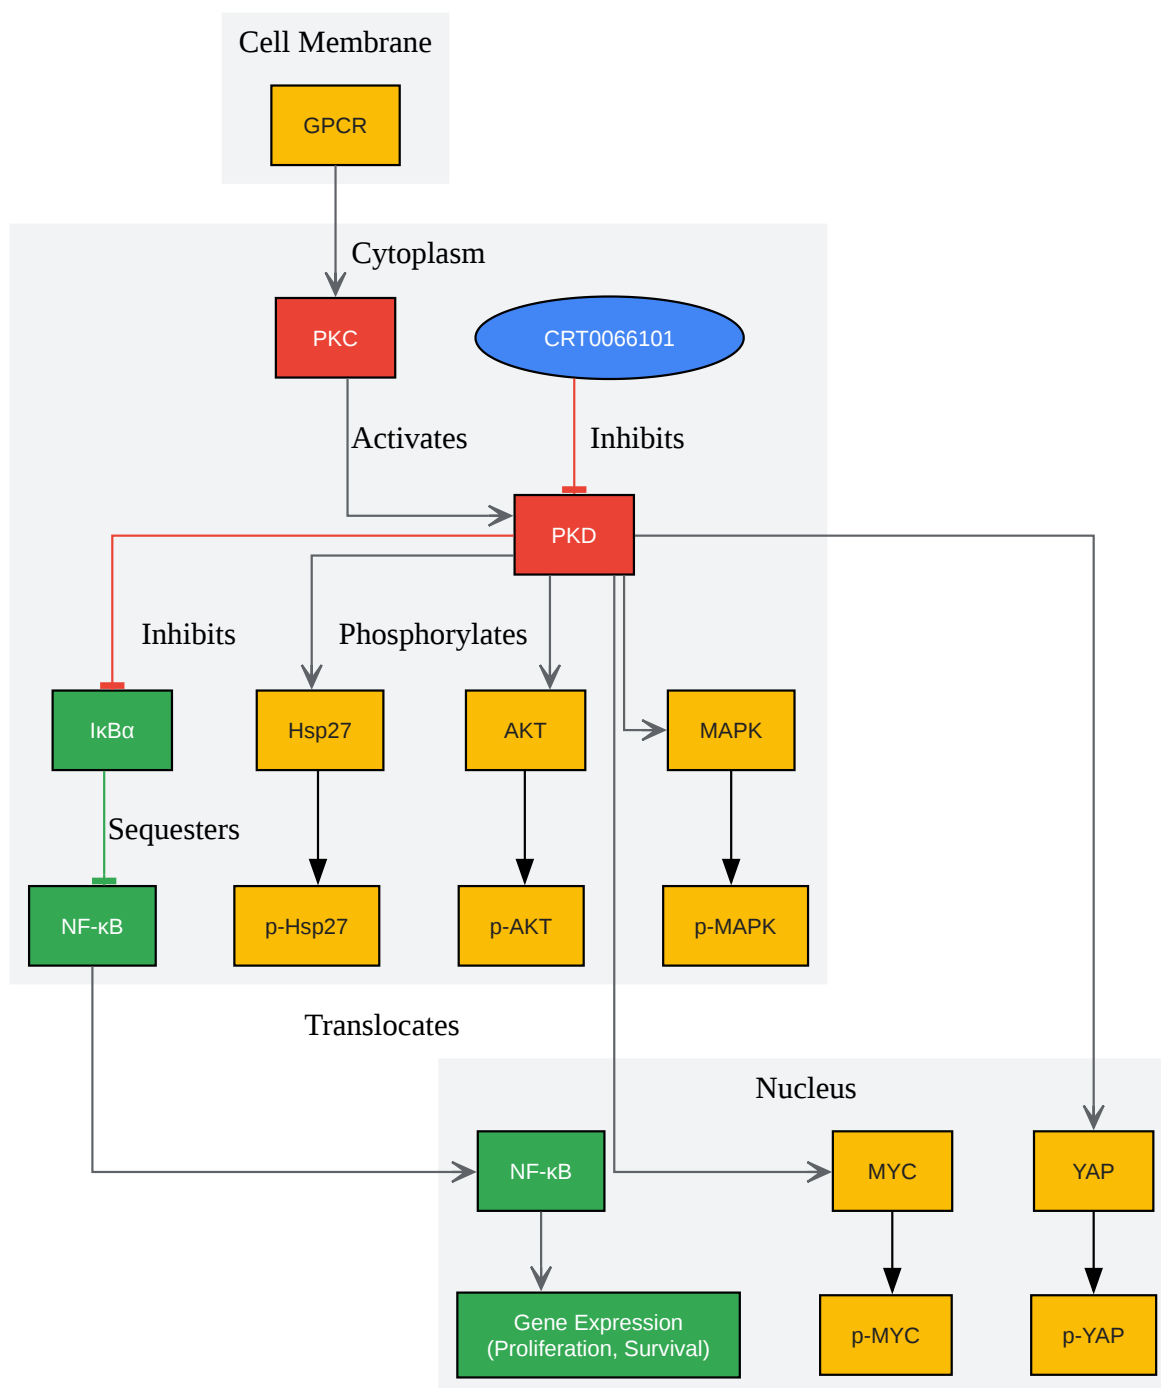 Cell Membrane
GPCR
Cytoplasm
PKC
CRT0066101
Activates
Inhibits
PKD
Inhibits
Phosphorylates
IκBα
Hsp27
AKT
MAPK
Sequesters
NF-κB
p-Hsp27
p-AKT
p-MAPK
Translocates
Nucleus
NF-κB
MYC
YAP
Gene Expression
(Proliferation, Survival)
p-MYC
p-YAP